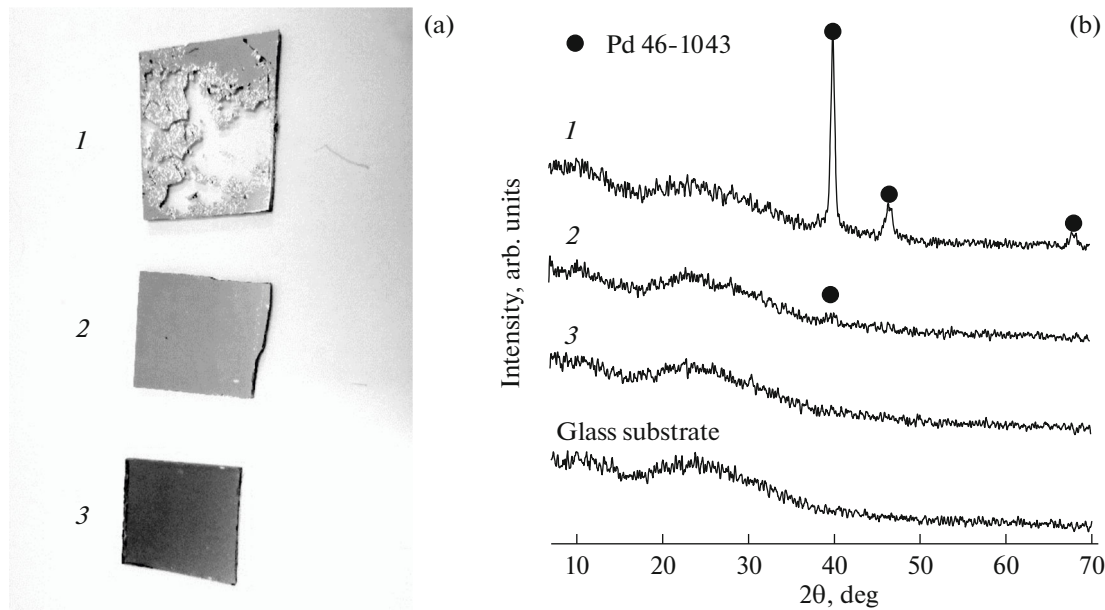 (a)
1
2
3
(b)
● Pd 46-1043
1
2
3
Glass substrate
Intensity, arb. units
10 20 30 40 50 60 70
2θ, deg